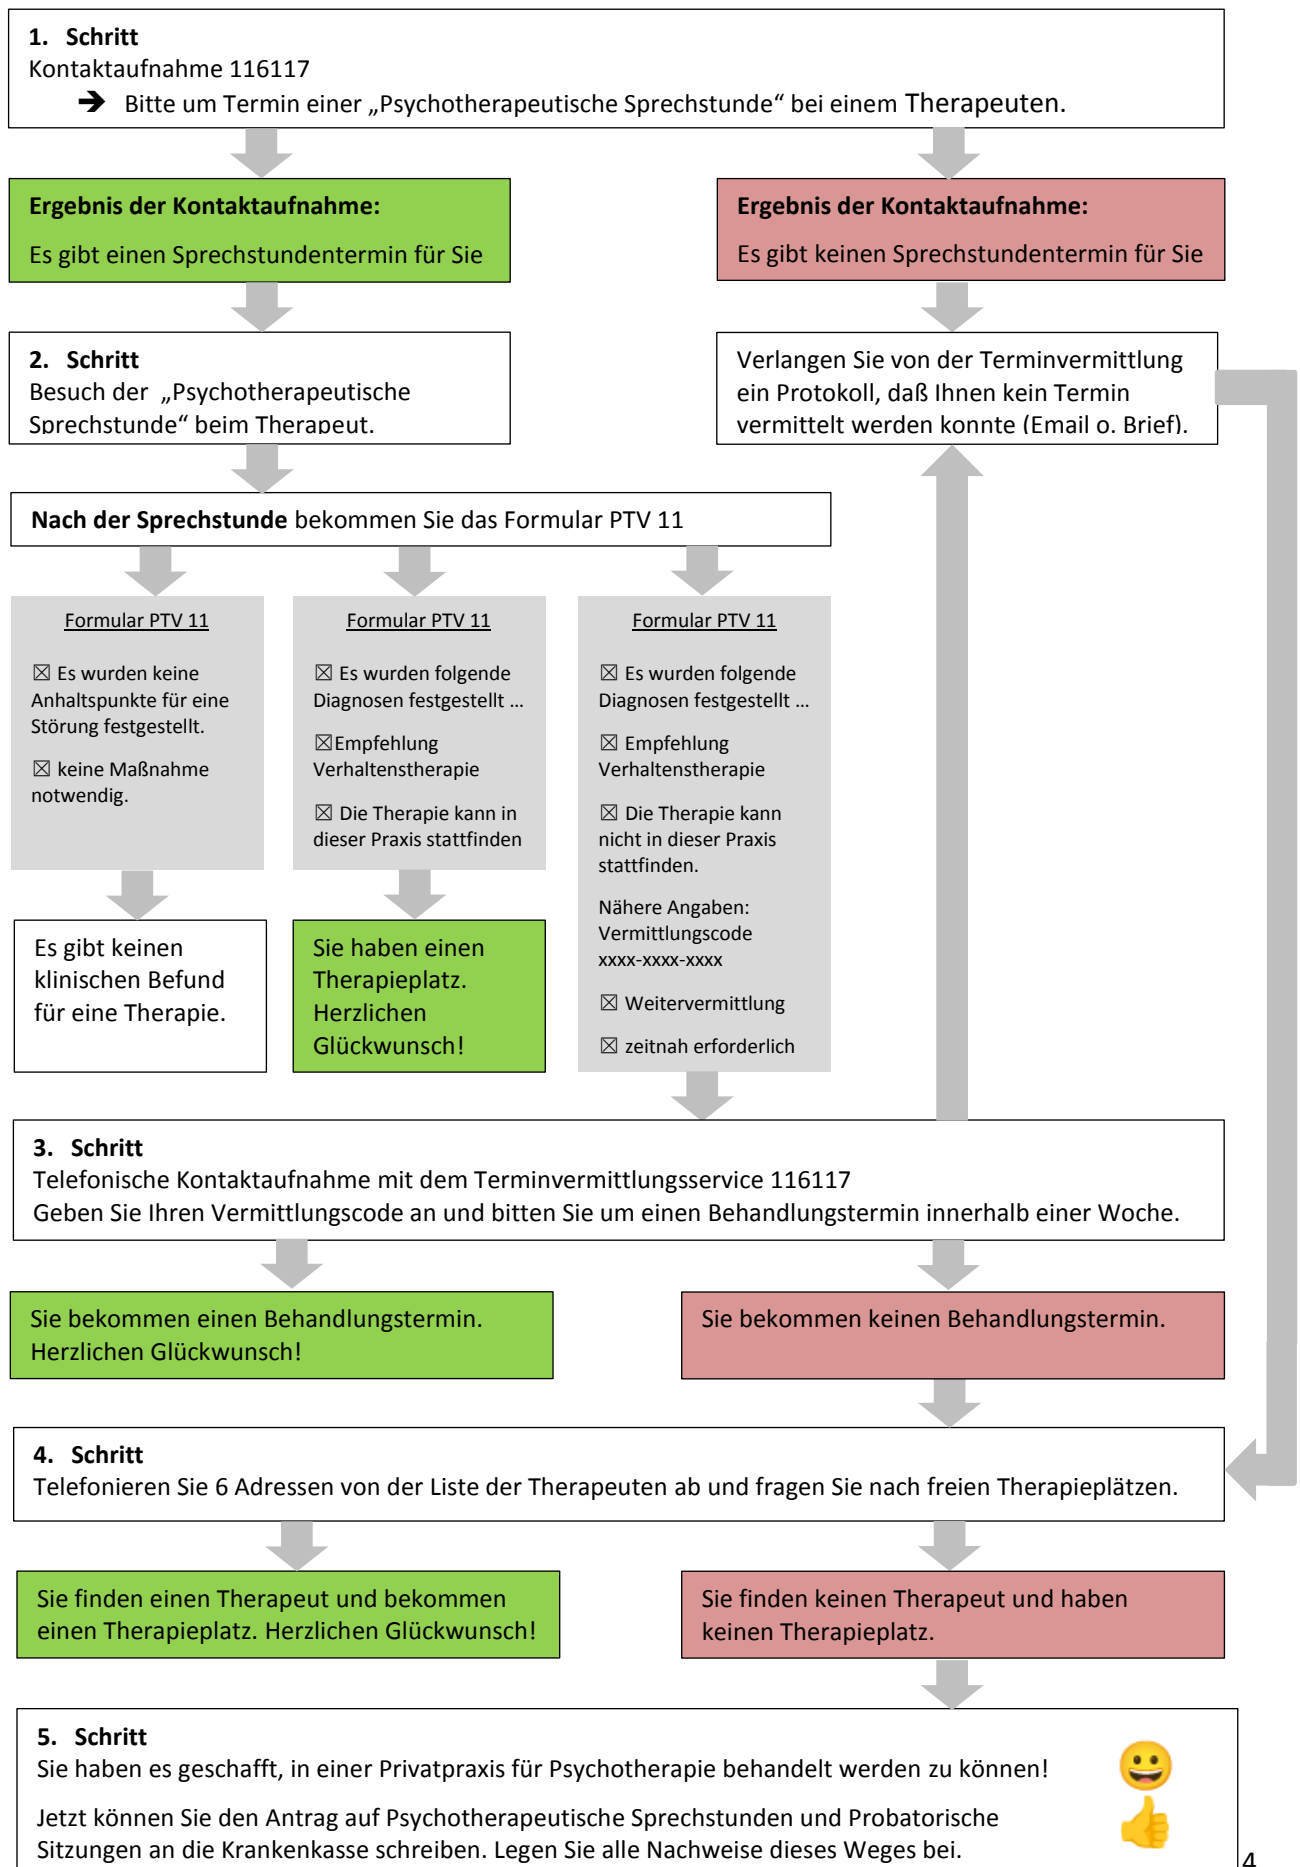 1. Schritt
Kontaktaufnahme 116117
➔ Bitte um Termin einer „Psychotherapeutische Sprechstunde“ bei einem Therapeuten.
Ergebnis der Kontaktaufnahme:
Es gibt einen Sprechstundentermin für Sie
Ergebnis der Kontaktaufnahme:
Es gibt keinen Sprechstundentermin für Sie
2. Schritt
Besuch der „Psychotherapeutische
Sprechstunde“ beim Therapeut.
Verlangen Sie von der Terminvermittlung
ein Protokoll, daß Ihnen kein Termin
vermittelt werden konnte (Email o. Brief).
Nach der Sprechstunde bekommen Sie das Formular PTV 11
Formular PTV 11
☒ Es wurden keine
Anhaltspunkte für eine
Störung festgestellt.
☒ keine Maßnahme
notwendig.
Formular PTV 11
☒ Es wurden folgende
Diagnosen festgestellt ...
☒Empfehlung
Verhaltenstherapie
☒ Die Therapie kann in
dieser Praxis stattfinden
Formular PTV 11
☒ Es wurden folgende
Diagnosen festgestellt ...
☒ Empfehlung
Verhaltenstherapie
☒ Die Therapie kann
nicht in dieser Praxis
stattfinden.
Nähere Angaben:
Vermittlungscode
xxxx-xxxx-xxxx
☒ Weitervermittlung
☒ zeitnah erforderlich
Es gibt keinen
klinischen Befund
für eine Therapie.
Sie haben einen
Therapieplatz.
Herzlichen
Glückwunsch!
3. Schritt
Telefonische Kontaktaufnahme mit dem Terminvermittlungsservice 116117
Geben Sie Ihren Vermittlungscode an und bitten Sie um einen Behandlungstermin innerhalb einer Woche.
Sie bekommen einen Behandlungstermin.
Herzlichen Glückwunsch!
Sie bekommen keinen Behandlungstermin.
4. Schritt
Telefonieren Sie 6 Adressen von der Liste der Therapeuten ab und fragen Sie nach freien Therapieplätzen.
Sie finden einen Therapeut und bekommen
einen Therapieplatz. Herzlichen Glückwunsch!
Sie finden keinen Therapeut und haben
keinen Therapieplatz.
5. Schritt
Sie haben es geschafft, in einer Privatpraxis für Psychotherapie behandelt werden zu können!
Jetzt können Sie den Antrag auf Psychotherapeutische Sprechstunden und Probatorische
Sitzungen an die Krankenkasse schreiben. Legen Sie alle Nachweise dieses Weges bei.
4